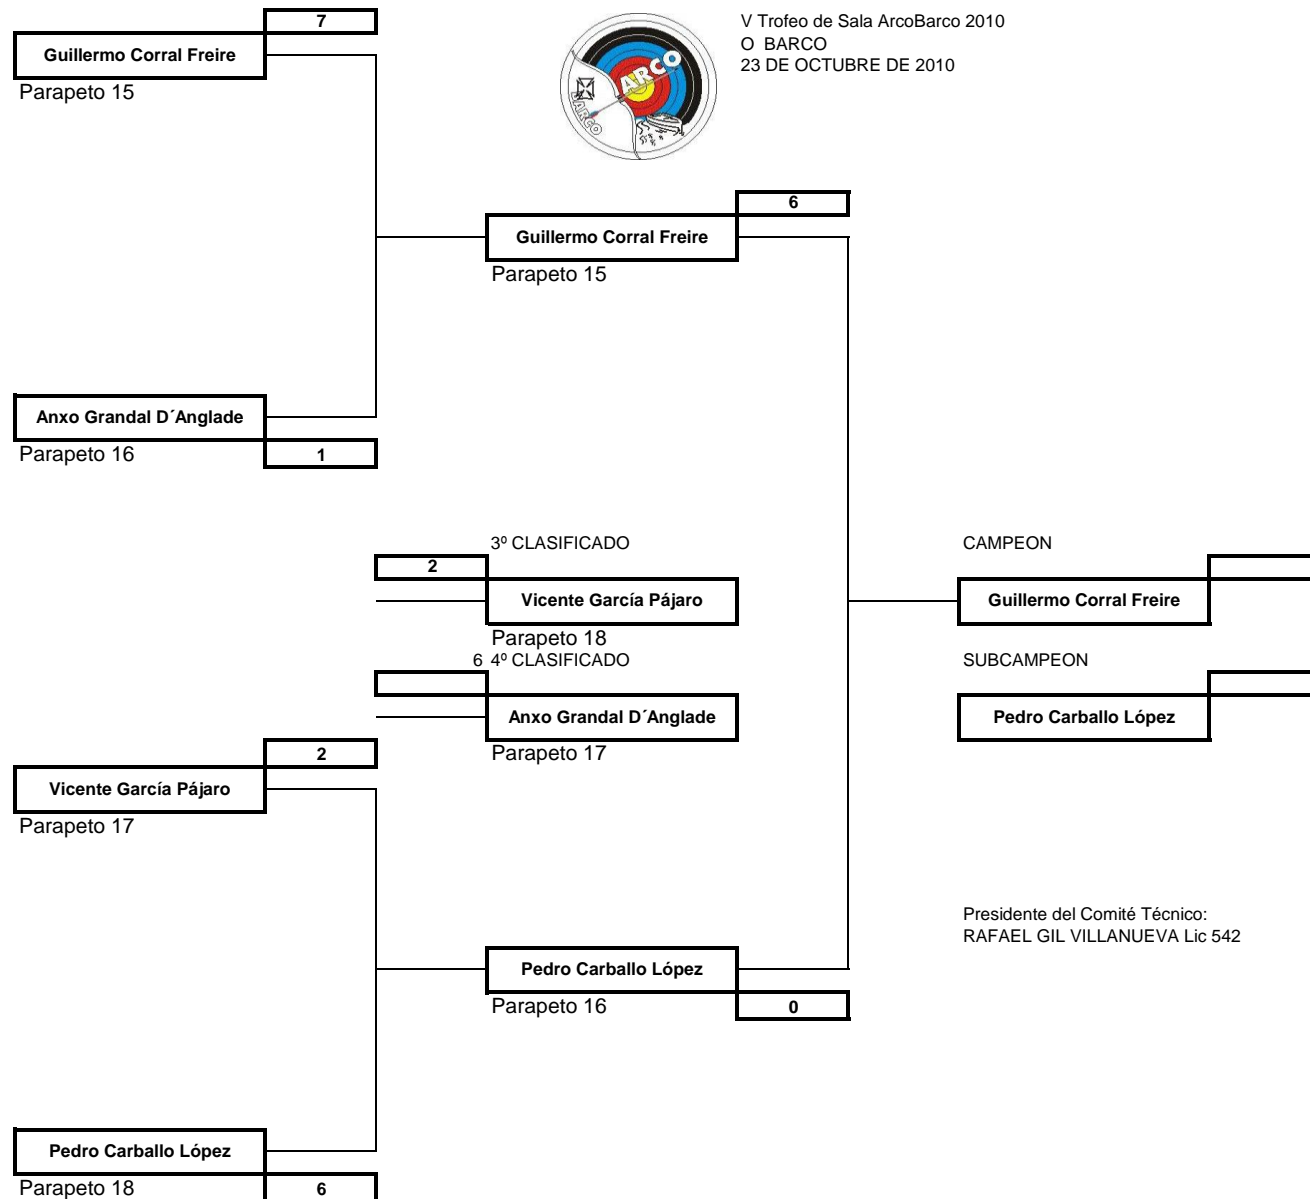 7
V Trofeo de Sala ArcoBarco 2010
O BARCO
23 DE OCTUBRE DE 2010
Guillermo Corral Freire
Parapeto 15
ARCO
BARCO
6
Guillermo Corral Freire
Parapeto 15
Anxo Grandal D´Anglade
Parapeto 16
1
3º CLASIFICADO
CAMPEON
2
Vicente García Pájaro
Guillermo Corral Freire
Parapeto 18
6 4º CLASIFICADO
SUBCAMPEON
Anxo Grandal D´Anglade
Pedro Carballo López
Parapeto 17
2
Vicente García Pájaro
Parapeto 17
Presidente del Comité Técnico:
RAFAEL GIL VILLANUEVA Lic 542
Pedro Carballo López
Parapeto 16
0
Pedro Carballo López
Parapeto 18
6